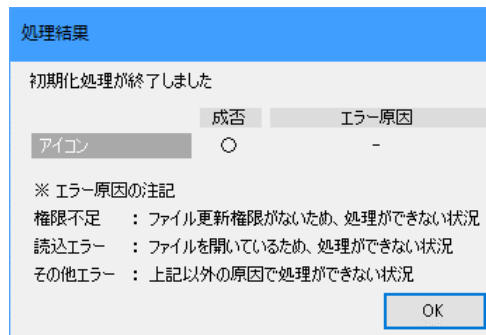 処理結果
初期化処理が終了しました
成否 エラー原因
アイコン ○ -
※ エラー原因の注記
権限不足 : ファイル更新権限がないため、処理ができない状況
読込エラー : ファイルを開いているため、処理ができない状況
その他エラー : 上記以外の原因で処理ができない状況
OK